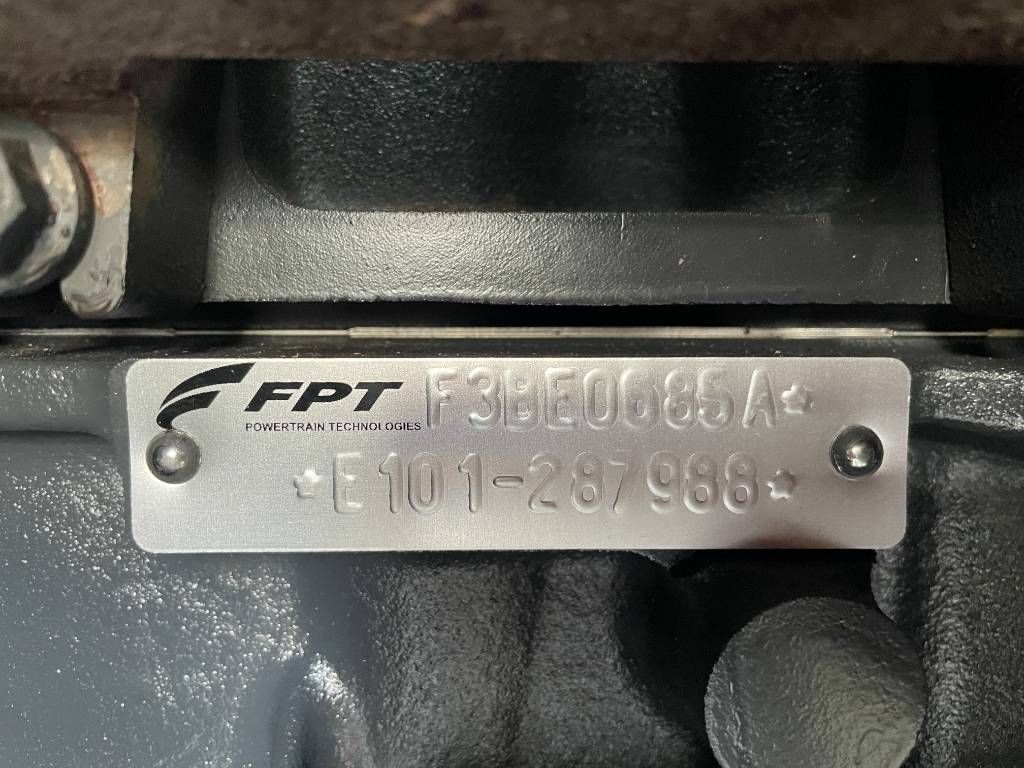 FPT F3BE0685A*
POWERTRAIN TECHNOLOGIES
*E101-287988*